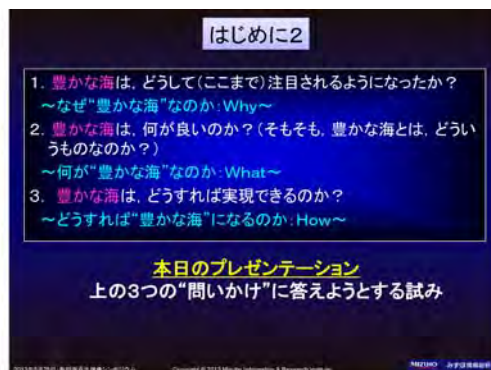 はじめに2
1. 豊かな海は，どうして（ここまで）注目されるようになったか？
～なぜ“豊かな海”なのか：Why～
2. 豊かな海は，何が良いのか？（そもそも，豊かな海とは，どうい
うものなのか？）
～何が“豊かな海”なのか：What～
3. 豊かな海は，どうすれば実現できるのか？
～どうすれば“豊かな海”になるのか：How～
本日のプレゼンテーション
上の3つの“問いかけ”に答えようとする試み
MIZUHO みずほ情報総研